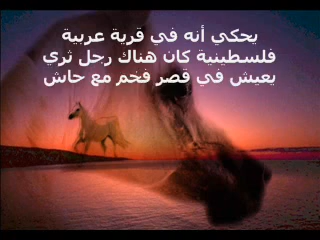 يحكي أنه في قرية عربية
فلسطينية كان هناك رجل ثري
يعيش في قصر فخم مع حاش